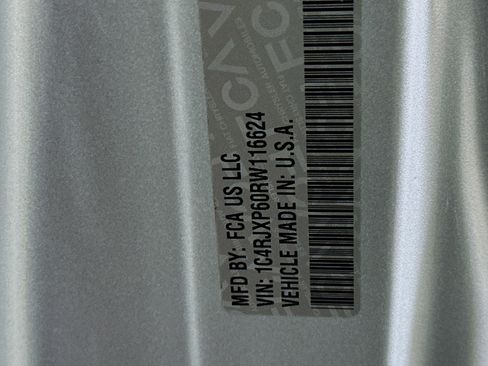 MFD BY: FCA US LLC
VIN: 1C4RJXP60RW116624
VEHICLE MADE IN: U.S.A.